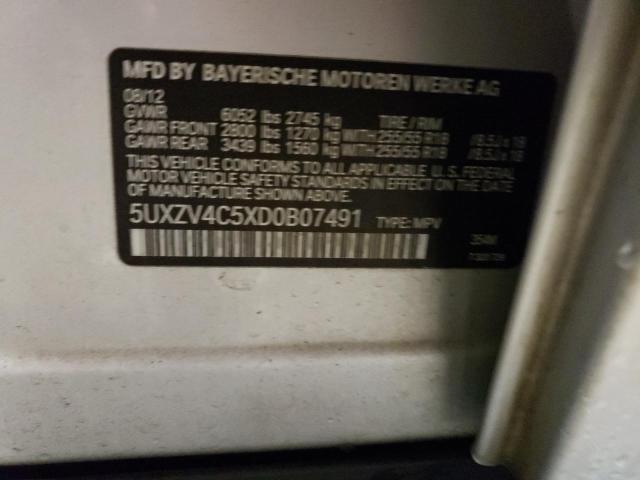 MFD BY BAYERISCHE MOTOREN WERKE AG
08/12
GVWR 6052 lbs 2745 kg TIRE / RIM
GAWR FRONT 2800 lbs 1270 kg WITH 255/55 R18 /8.5J x 18
GAWR REAR 3439 lbs 1560 kg WITH 255/55 R18 /8.5J x 18
THIS VEHICLE CONFORMS TO ALL APPLICABLE U. S. FEDERAL
MOTOR VEHICLE SAFETY STANDARDS IN EFFECT ON THE DATE OF
MANUFACTURE SHOWN ABOVE.
5UXZV4C5XD0B07491 TYPE: MPV